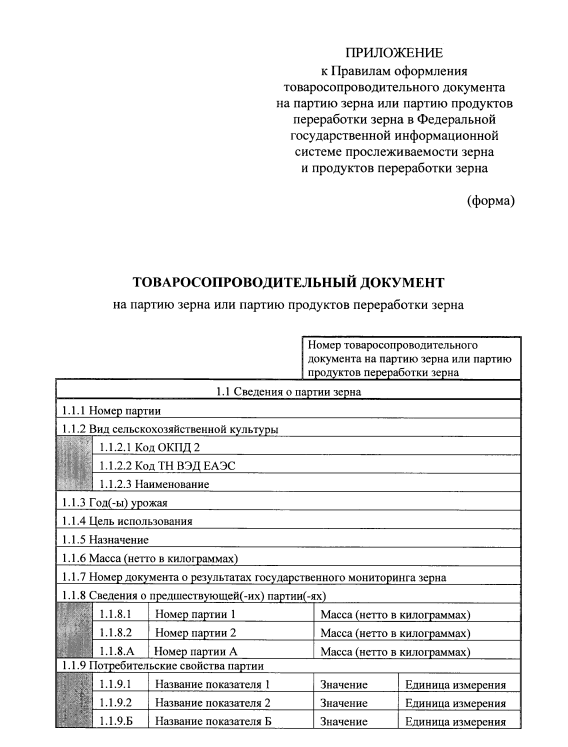 ПРИЛОЖЕНИЕ
к Правилам оформления
товаросопроводительного документа
на партию зерна или партию продуктов
переработки зерна в Федеральной
государственной информационной
системе прослеживаемости зерна
и продуктов переработки зерна
(форма)
ТОВАРОСОПРОВОДИТЕЛЬНЫЙ ДОКУМЕНТ
на партию зерна или партию продуктов переработки зерна
Номер товаросопроводительного
документа на партию зерна или партию
продуктов переработки зерна
1.1 Сведения о партии зерна
1.1.1 Номер партии
1.1.2 Вид сельскохозяйственной культуры
1.1.2.1 Код ОКПД 2
1.1.2.2 Код ТН ВЭД ЕАЭС
1.1.2.3 Наименование
1.1.3 Год(-ы) урожая
1.1.4 Цель использования
1.1.5 Назначение
1.1.6 Масса (нетто в килограммах)
1.1.7 Номер документа о результатах государственного мониторинга зерна
1.1.8 Сведения о предшествующей(-их) партии(-ях)
1.1.8.1 Номер партии 1 Масса (нетто в килограммах)
1.1.8.2 Номер партии 2 Масса (нетто в килограммах)
1.1.8.А Номер партии А Масса (нетто в килограммах)
1.1.9 Потребительские свойства партии
1.1.9.1 Название показателя 1 Значение Единица измерения
1.1.9.2 Название показателя 2 Значение Единица измерения
1.1.9.Б Название показателя Б Значение Единица измерения